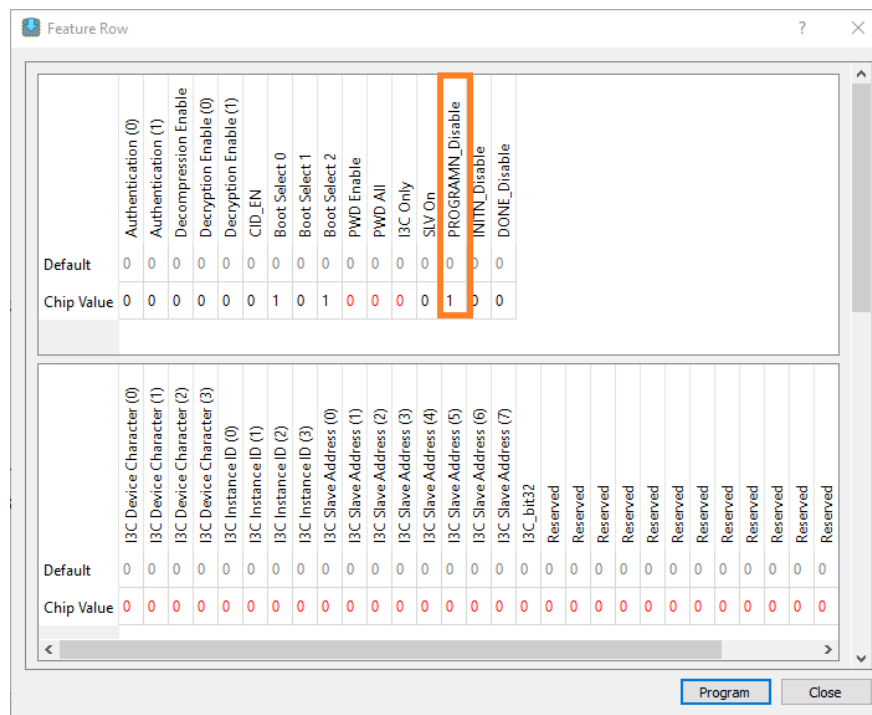 Feature Row
?
Authentication (0)
Authentication (1)
Decompression Enable
Decryption Enable (0)
Decryption Enable (1)
CID_EN
Boot Select 0
Boot Select 1
Boot Select 2
PWD Enable
PWD All
I3C Only
SLV On
PROGRAMN_Disable
INITN_Disable
DONE_Disable
Default 0 0 0 0 0 0 0 0 0 0 0 0 0 0 0 0
Chip Value 0 0 0 0 0 0 1 0 1 0 0 0 0 1 0 0
I3C Device Character (0)
I3C Device Character (1)
I3C Device Character (2)
I3C Device Character (3)
I3C Instance ID (0)
I3C Instance ID (1)
I3C Instance ID (2)
I3C Instance ID (3)
I3C Slave Address (0)
I3C Slave Address (1)
I3C Slave Address (2)
I3C Slave Address (3)
I3C Slave Address (4)
I3C Slave Address (5)
I3C Slave Address (6)
I3C Slave Address (7)
I3C_bit32
Reserved
Reserved
Reserved
Reserved
Reserved
Reserved
Reserved
Reserved
Reserved
Reserved
Reserved
Reserved
Default 0 0 0 0 0 0 0 0 0 0 0 0 0 0 0 0 0 0 0 0 0 0 0 0 0 0 0 0 0
Chip Value 0 0 0 0 0 0 0 0 0 0 0 0 0 0 0 0 0 0 0 0 0 0 0 0 0 0 0 0 0
Program
Close